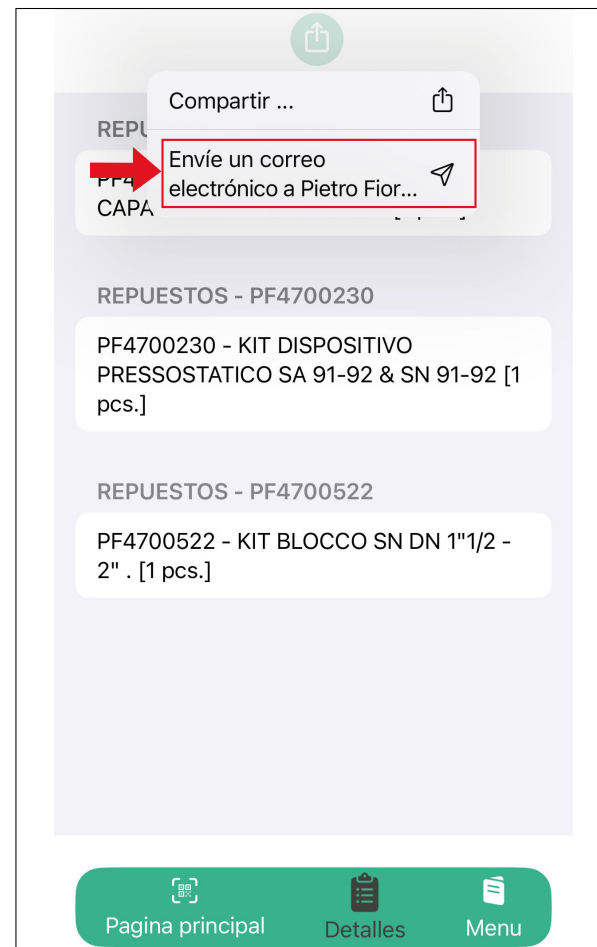 Compartir ...
REPU
Envíe un correo
electrónico a Pietro Fior...
CAPA
REPUESTOS - PF4700230
PF4700230 - KIT DISPOSITIVO
PRESSOSTATICO SA 91-92 & SN 91-92 [1
pcs.]
REPUESTOS - PF4700522
PF4700522 - KIT BLOCCO SN DN 1"1/2 -
2" . [1 pcs.]
Pagina principal
Detalles
Menu